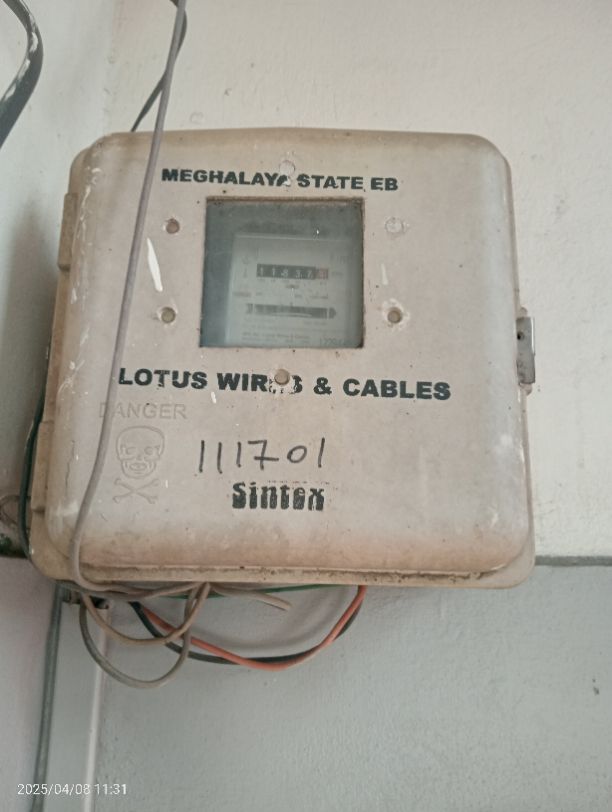 MEGHALAYA STATE EB
LOTUS WIRES & CABLES
DANGER
111701
Sintex
2025/04/08 11:31